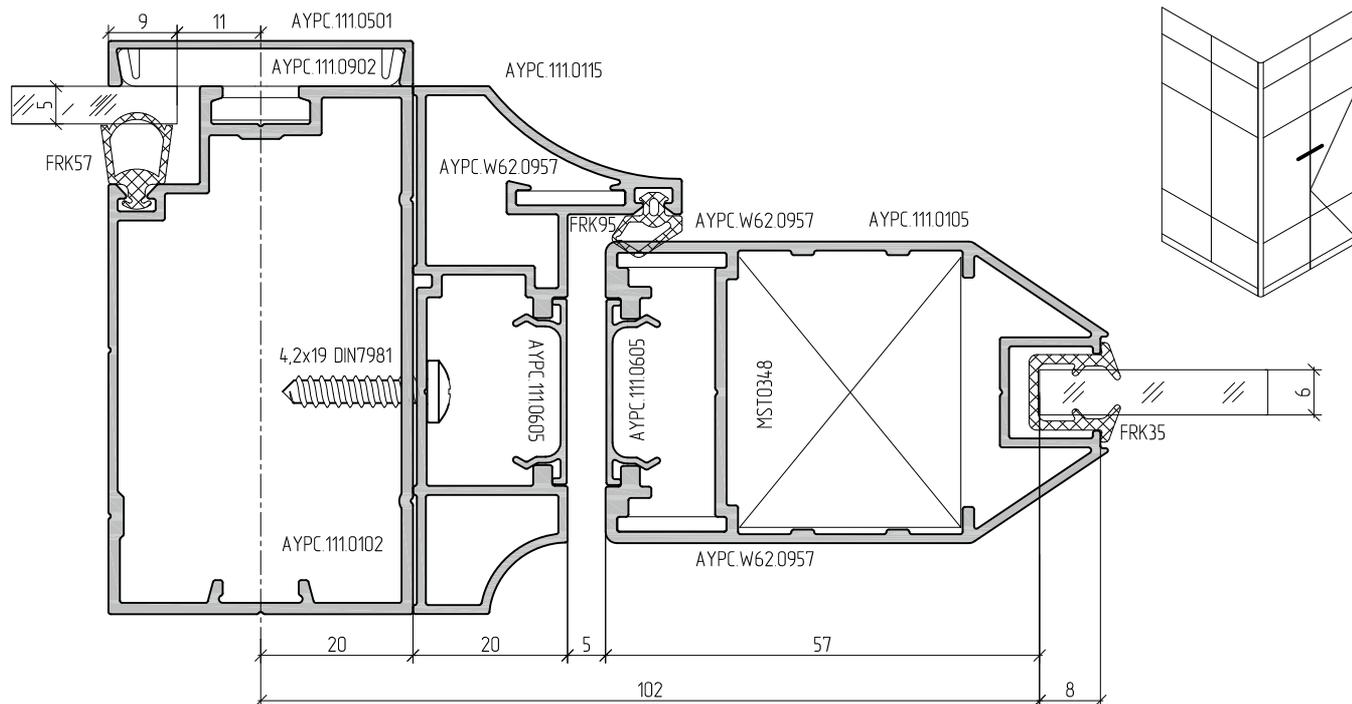 9
11
AYPC.111.0501
AYPC.111.0902
AYPC.111.0115
5
FRK57
AYPC.W62.0957
FRK95
AYPC.W62.0957
AYPC.111.0105
4,2x19 DIN7981
AYPC.111.0605
AYPC.111.0605
MST0348
6
FRK35
AYPC.111.0102
AYPC.W62.0957
20
20
5
57
102
8